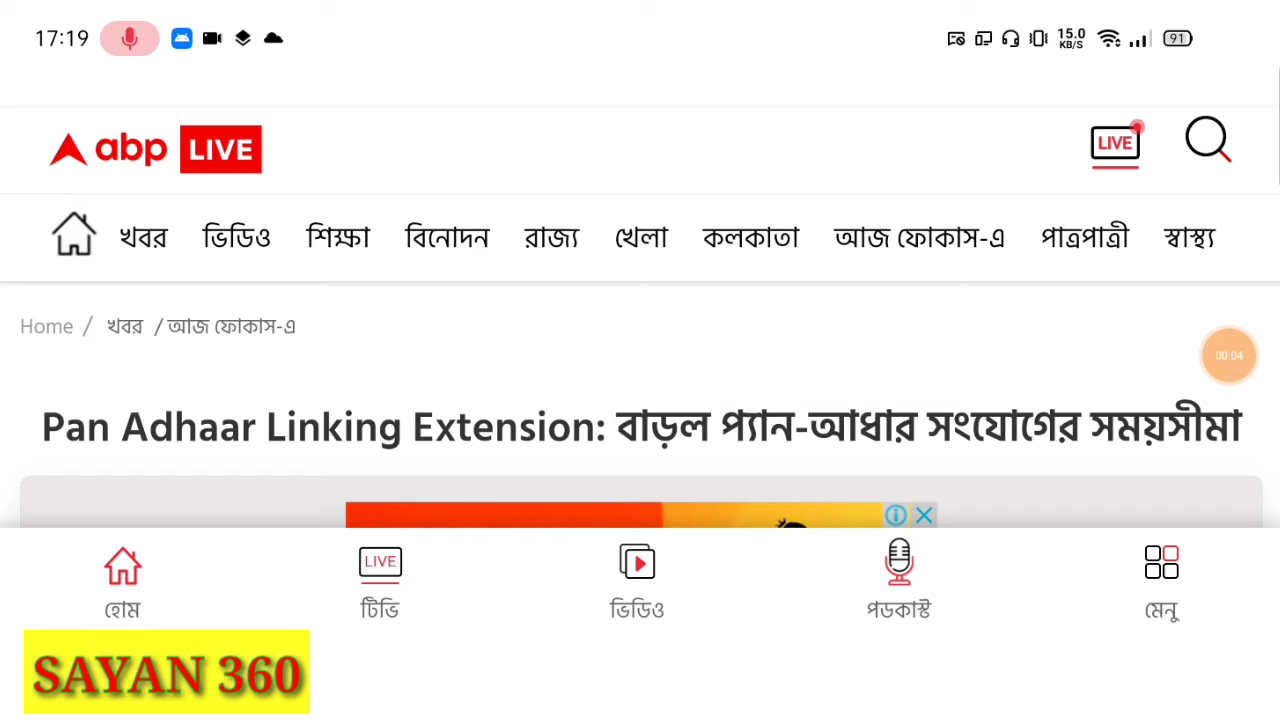 17:19 15.0 KB/S 91
abp LIVE LIVE
খবর ভিডিও শিক্ষা বিনোদন রাজ্য খেলা কলকাতা আজ ফোকাস-এ পাত্রপাত্রী স্বাস্থ্য
Home / খবর / আজ ফোকাস-এ
00:04
Pan Adhaar Linking Extension: বাড়ল প্যান-আধার সংযোগের সময়সীমা
LIVE
হোম টিভি ভিডিও পডকাস্ট মেনু
SAYAN 360